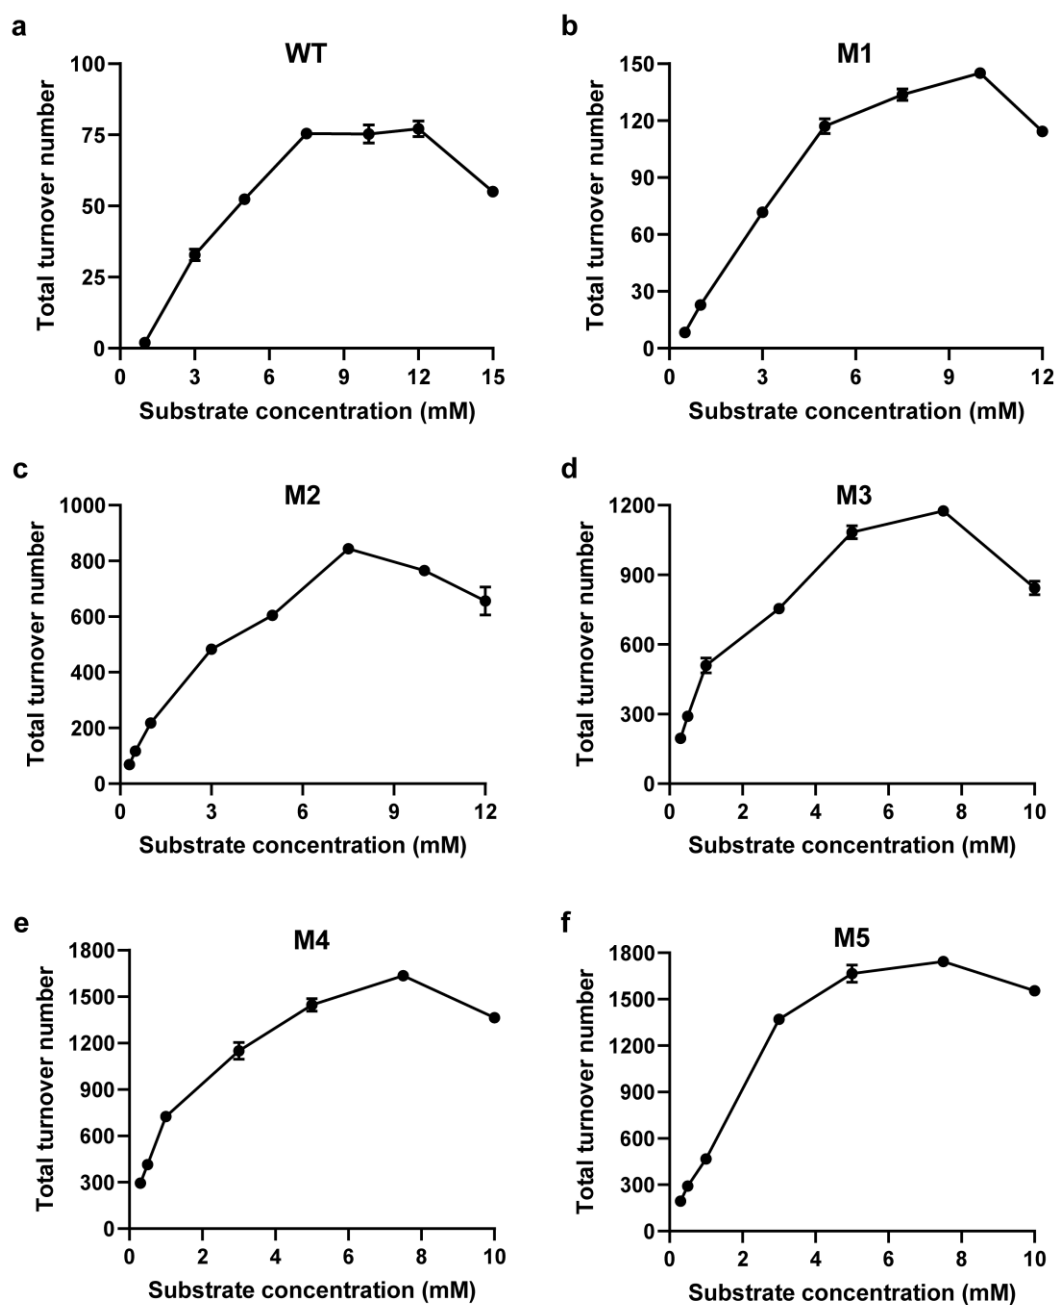 a
WT
Total turnover number
100
75
50
25
0
0 3 6 9 12 15
Substrate concentration (mM)
b
M1
Total turnover number
150
120
90
60
30
0
0 3 6 9 12
Substrate concentration (mM)
c
M2
Total turnover number
1000
800
600
400
200
0
0 3 6 9 12
Substrate concentration (mM)
d
M3
Total turnover number
1200
900
600
300
0
0 2 4 6 8 10
Substrate concentration (mM)
e
M4
Total turnover number
1800
1500
1200
900
600
300
0
0 2 4 6 8 10
Substrate concentration (mM)
f
M5
Total turnover number
1800
1500
1200
900
600
300
0
0 2 4 6 8 10
Substrate concentration (mM)